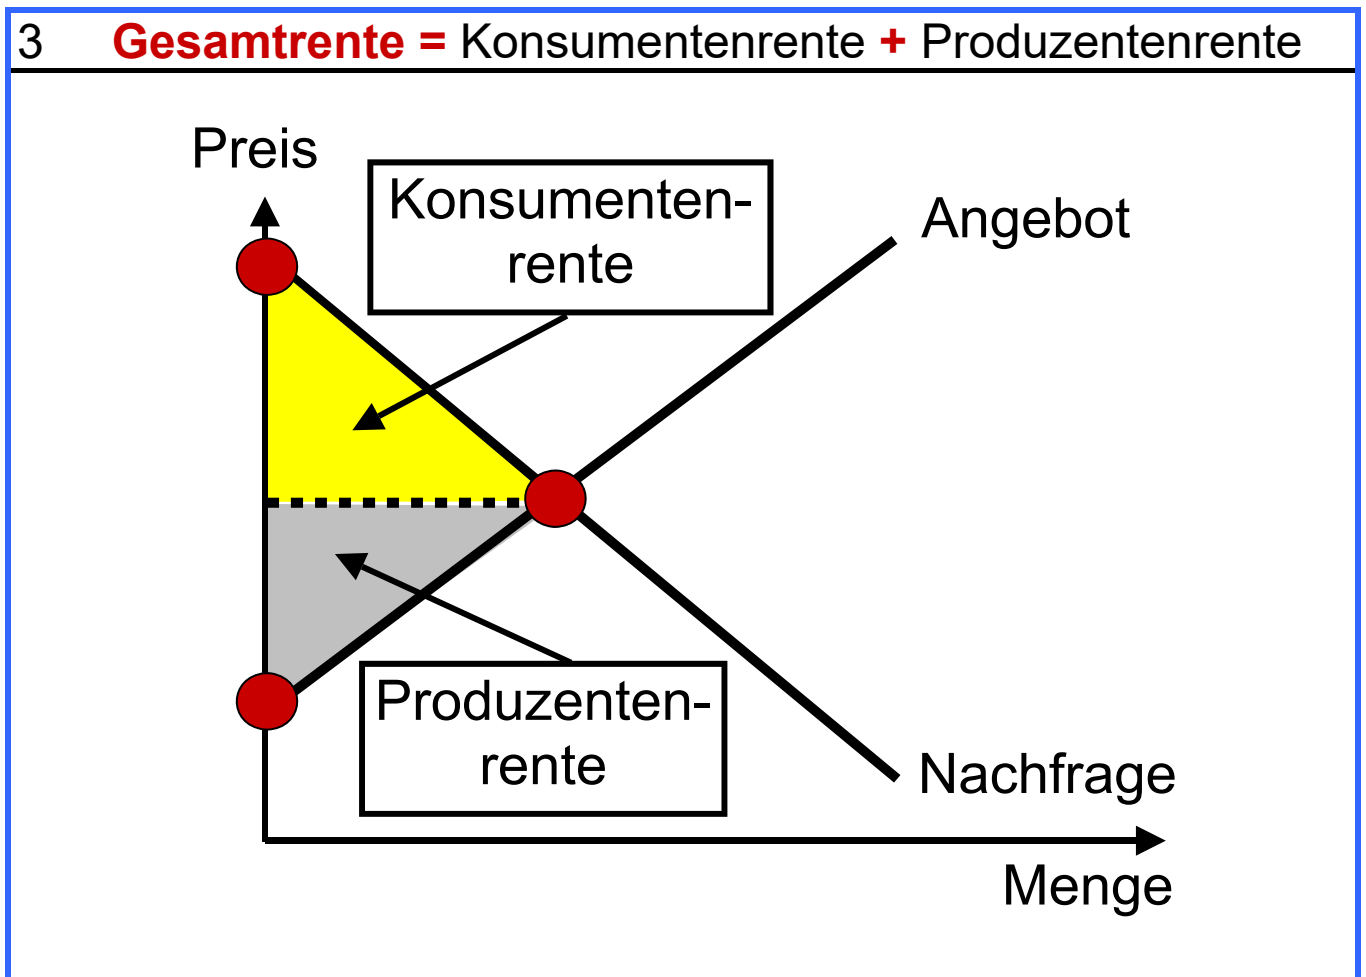 3 Gesamtrente = Konsumentenrente + Produzentenrente
Preis
Konsumenten-
rente
Angebot
Produzenten-
rente
Nachfrage
Menge